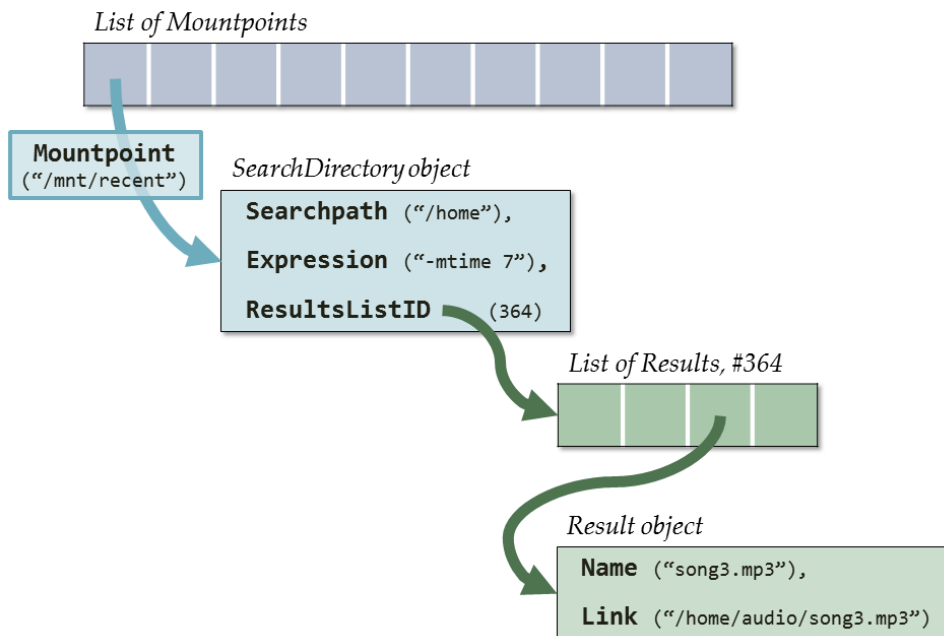 List of Mountpoints
Mountpoint
(“/mnt/recent”)
SearchDirectory object
Searchpath (“/home”),
Expression (“-mtime 7”),
ResultsListID (364)
List of Results, #364
Result object
Name (“song3.mp3”),
Link (“/home/audio/song3.mp3”)